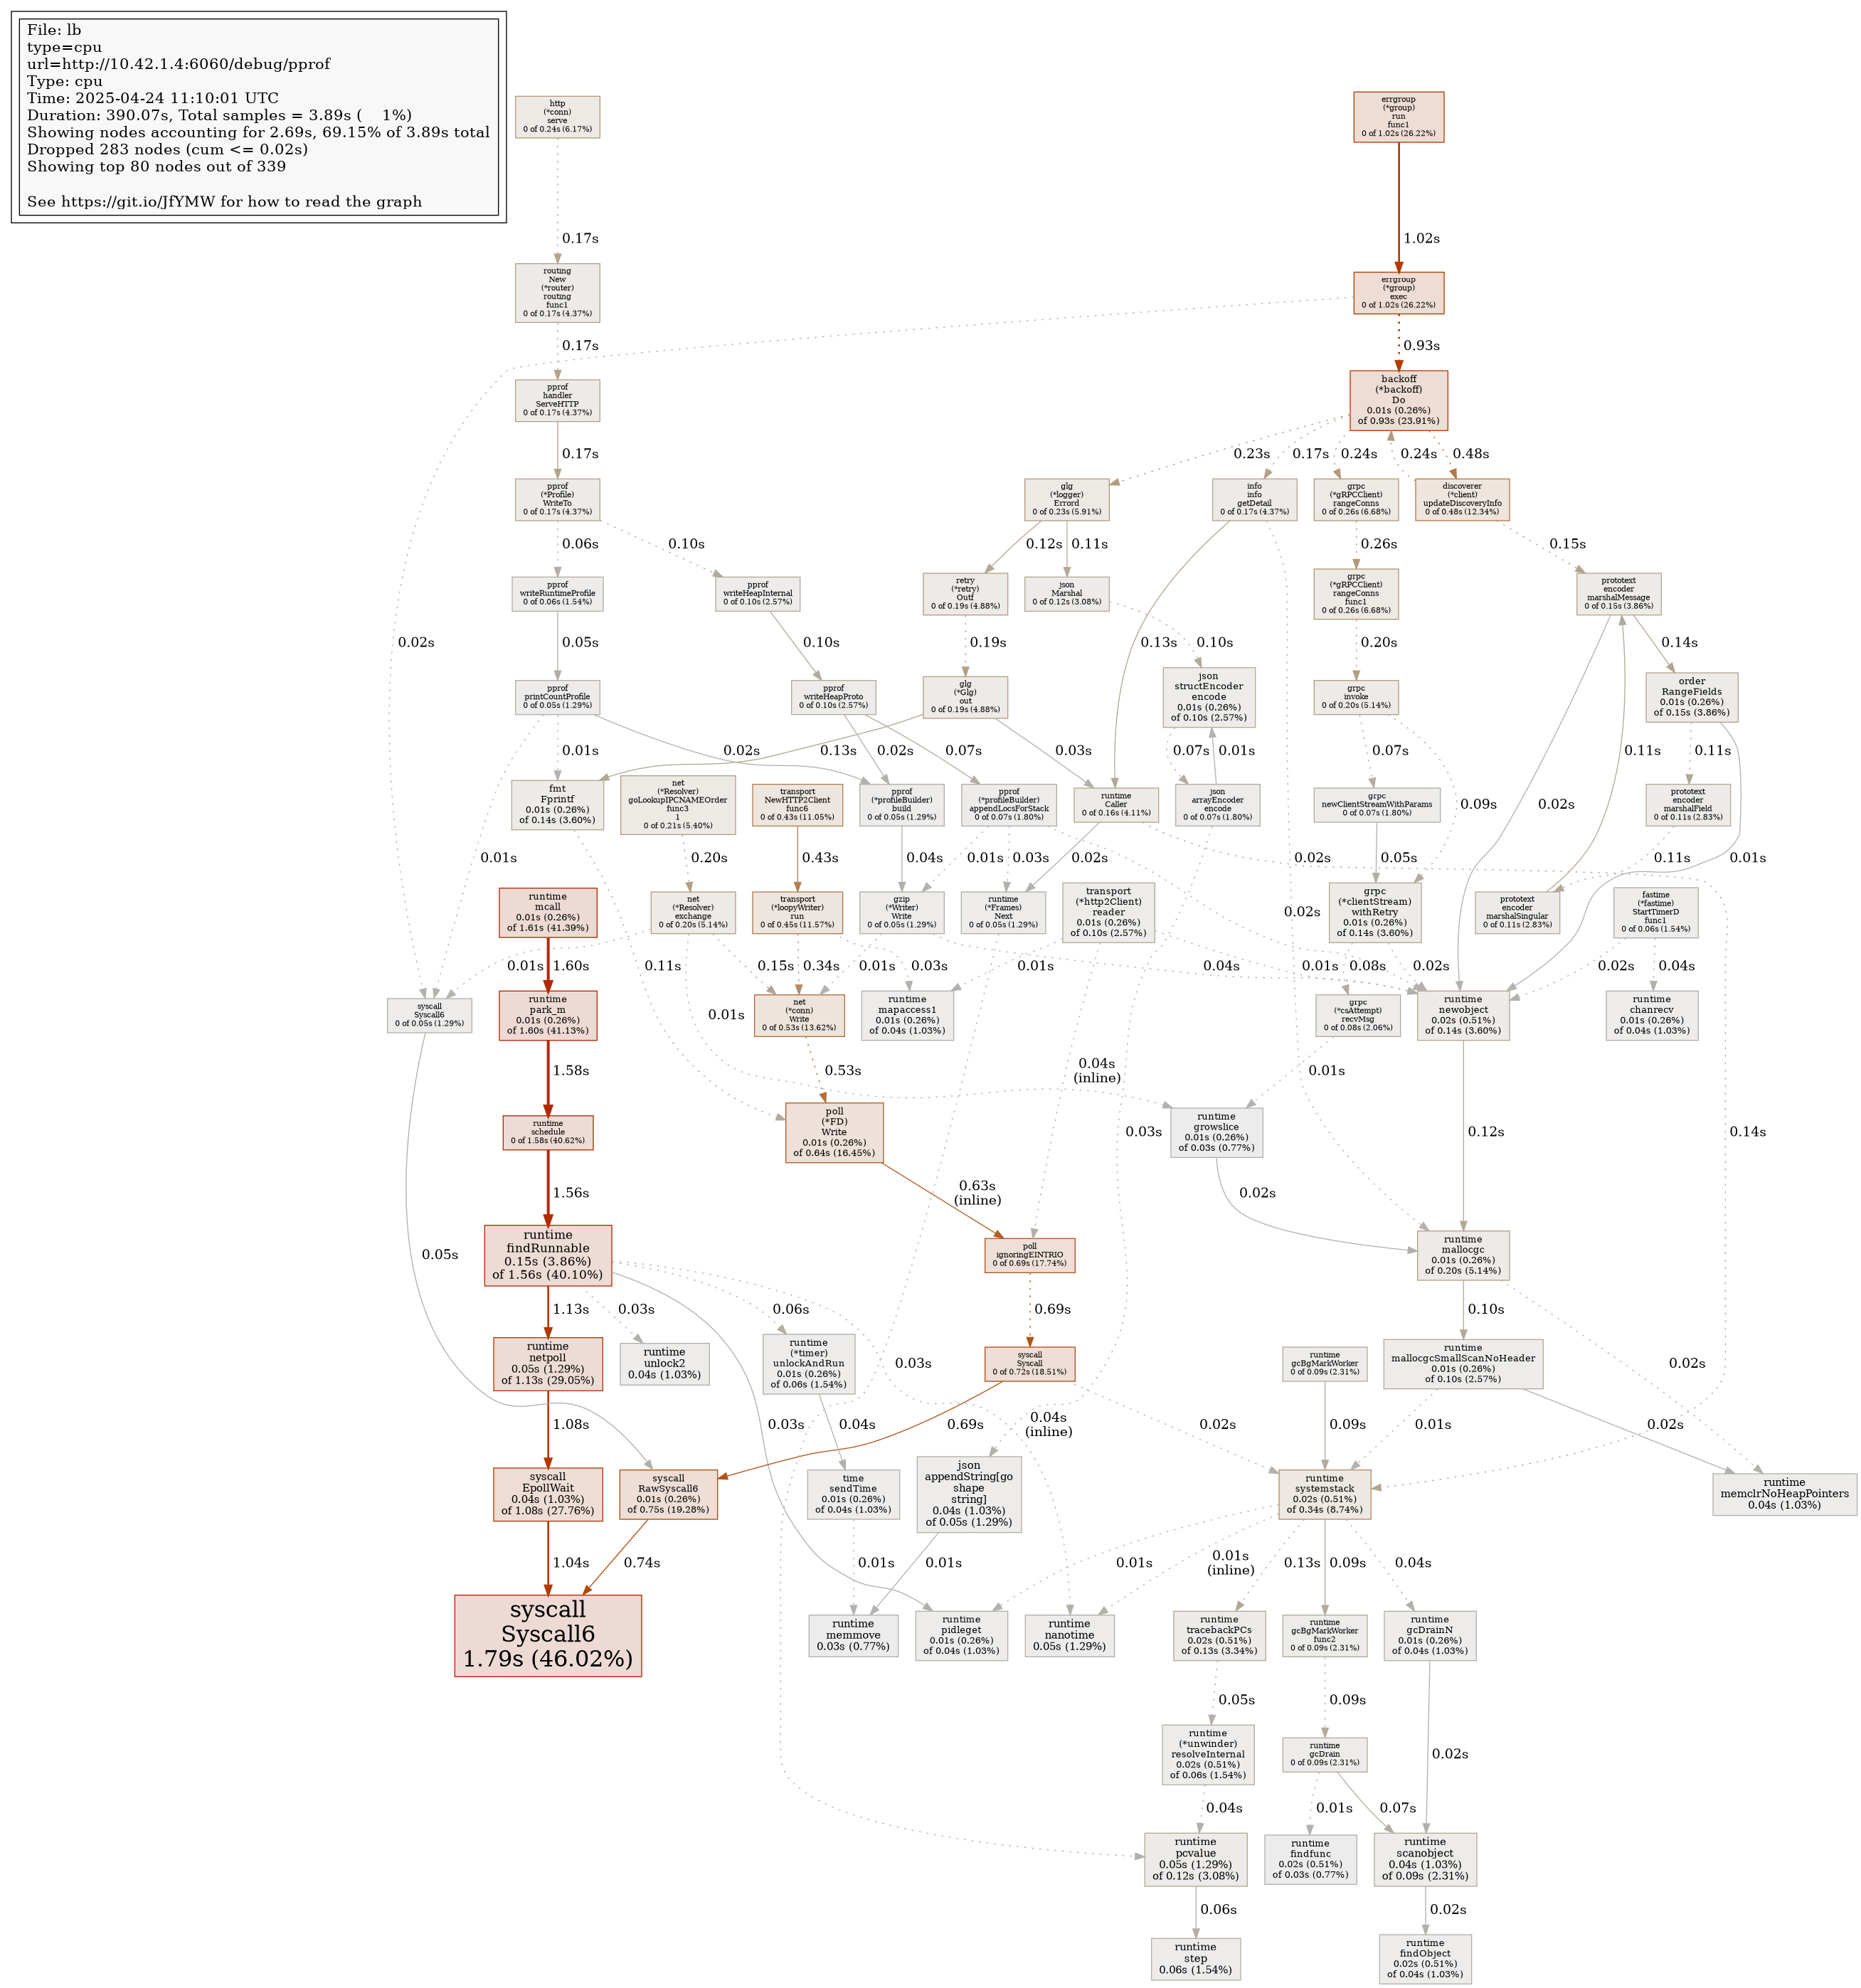 File: lb
type=cpu
url=http://10.42.1.4:6060/debug/pprof
Type: cpu
Time: 2025-04-24 11:10:01 UTC
Duration: 390.07s, Total samples = 3.89s ( 1%)
Showing nodes accounting for 2.69s, 69.15% of 3.89s total
Dropped 283 nodes (cum <= 0.02s)
Showing top 80 nodes out of 339
See https://git.io/JfYMW for how to read the graph
http
(*conn)
serve
0 of 0.24s (6.17%)
errgroup
(*group)
run
func1
0 of 1.02s (26.22%)
0.17s
1.02s
routing
New
(*router)
routing
func1
0 of 0.17s (4.37%)
errgroup
(*group)
exec
0 of 1.02s (26.22%)
0.17s
0.93s
pprof
handler
ServeHTTP
0 of 0.17s (4.37%)
backoff
(*backoff)
Do
0.01s (0.26%)
of 0.93s (23.91%)
0.17s
0.23s
0.17s
0.24s
0.24s
0.48s
pprof
(*Profile)
WriteTo
0 of 0.17s (4.37%)
glg
(*logger)
Errord
0 of 0.23s (5.91%)
info
info
getDetail
0 of 0.17s (4.37%)
grpc
(*gRPCClient)
rangeConns
0 of 0.26s (6.68%)
discoverer
(*client)
updateDiscoveryInfo
0 of 0.48s (12.34%)
0.06s
0.10s
0.12s
0.11s
0.26s
0.15s
pprof
writeRuntimeProfile
0 of 0.06s (1.54%)
pprof
writeHeapInternal
0 of 0.10s (2.57%)
retry
(*retry)
Outf
0 of 0.19s (4.88%)
json
Marshal
0 of 0.12s (3.08%)
grpc
(*gRPCClient)
rangeConns
func1
0 of 0.26s (6.68%)
prototext
encoder
marshalMessage
0 of 0.15s (3.86%)
0.02s
0.05s
0.10s
0.19s
0.13s
0.10s
0.20s
0.14s
pprof
printCountProfile
0 of 0.05s (1.29%)
pprof
writeHeapProto
0 of 0.10s (2.57%)
glg
(*Glg)
out
0 of 0.19s (4.88%)
json
structEncoder
encode
0.01s (0.26%)
of 0.10s (2.57%)
grpc
invoke
0 of 0.20s (5.14%)
order
RangeFields
0.01s (0.26%)
of 0.15s (3.86%)
0.01s
0.02s
0.13s
0.02s
0.07s
0.03s
0.07s
0.01s
0.07s
0.11s
0.11s
fmt
Fprintf
0.01s (0.26%)
of 0.14s (3.60%)
net
(*Resolver)
goLookupIPCNAMEOrder
func3
1
0 of 0.21s (5.40%)
transport
NewHTTP2Client
func6
0 of 0.43s (11.05%)
pprof
(*profileBuilder)
build
0 of 0.05s (1.29%)
pprof
(*profileBuilder)
appendLocsForStack
0 of 0.07s (1.80%)
runtime
Caller
0 of 0.16s (4.11%)
json
arrayEncoder
encode
0 of 0.07s (1.80%)
grpc
newClientStreamWithParams
0 of 0.07s (1.80%)
0.09s
0.02s
prototext
encoder
marshalField
0 of 0.11s (2.83%)
0.01s
0.01s
0.20s
0.43s
0.04s
0.01s
0.03s
0.02s
0.02s
0.05s
0.11s
runtime
mcall
0.01s (0.26%)
of 1.61s (41.39%)
net
(*Resolver)
exchange
0 of 0.20s (5.14%)
transport
(*loopyWriter)
run
0 of 0.45s (11.57%)
gzip
(*Writer)
Write
0 of 0.05s (1.29%)
runtime
(*Frames)
Next
0 of 0.05s (1.29%)
transport
(*http2Client)
reader
0.01s (0.26%)
of 0.10s (2.57%)
0.02s
grpc
(*clientStream)
withRetry
0.01s (0.26%)
of 0.14s (3.60%)
prototext
encoder
marshalSingular
0 of 0.11s (2.83%)
fastime
(*fastime)
StartTimerD
func1
0 of 0.06s (1.54%)
1.60s
0.01s
0.11s
0.15s
0.34s
0.01s
0.03s
0.01s
0.04s
0.01s
0.08s
0.02s
0.02s
0.04s
syscall
Syscall6
0 of 0.05s (1.29%)
runtime
park_m
0.01s (0.26%)
of 1.60s (41.13%)
0.01s
net
(*conn)
Write
0 of 0.53s (13.62%)
runtime
mapaccess1
0.01s (0.26%)
of 0.04s (1.03%)
grpc
(*csAttempt)
recvMsg
0 of 0.08s (2.06%)
runtime
newobject
0.02s (0.51%)
of 0.14s (3.60%)
runtime
chanrecv
0.01s (0.26%)
of 0.04s (1.03%)
1.58s
0.53s
0.04s
(inline)
0.01s
runtime
schedule
0 of 1.58s (40.62%)
poll
(*FD)
Write
0.01s (0.26%)
of 0.64s (16.45%)
0.03s
runtime
growslice
0.01s (0.26%)
of 0.03s (0.77%)
0.12s
0.14s
1.56s
0.63s
(inline)
0.02s
runtime
findRunnable
0.15s (3.86%)
of 1.56s (40.10%)
poll
ignoringEINTRIO
0 of 0.69s (17.74%)
runtime
mallocgc
0.01s (0.26%)
of 0.20s (5.14%)
0.05s
1.13s
0.03s
0.06s
0.69s
0.10s
runtime
netpoll
0.05s (1.29%)
of 1.13s (29.05%)
runtime
unlock2
0.04s (1.03%)
runtime
(*timer)
unlockAndRun
0.01s (0.26%)
of 0.06s (1.54%)
0.03s
syscall
Syscall
0 of 0.72s (18.51%)
runtime
gcBgMarkWorker
0 of 0.09s (2.31%)
runtime
mallocgcSmallScanNoHeader
0.01s (0.26%)
of 0.10s (2.57%)
0.02s
1.08s
0.03s
0.04s
0.69s
0.04s
(inline)
0.02s
0.09s
0.01s
0.02s
syscall
EpollWait
0.04s (1.03%)
of 1.08s (27.76%)
syscall
RawSyscall6
0.01s (0.26%)
of 0.75s (19.28%)
time
sendTime
0.01s (0.26%)
of 0.04s (1.03%)
json
appendString[go
shape
string]
0.04s (1.03%)
of 0.05s (1.29%)
runtime
systemstack
0.02s (0.51%)
of 0.34s (8.74%)
runtime
memclrNoHeapPointers
0.04s (1.03%)
1.04s
0.74s
0.01s
0.01s
0.01s
0.01s
(inline)
0.13s
0.09s
0.04s
syscall
Syscall6
1.79s (46.02%)
runtime
memmove
0.03s (0.77%)
runtime
pidleget
0.01s (0.26%)
of 0.04s (1.03%)
runtime
nanotime
0.05s (1.29%)
runtime
tracebackPCs
0.02s (0.51%)
of 0.13s (3.34%)
runtime
gcBgMarkWorker
func2
0 of 0.09s (2.31%)
runtime
gcDrainN
0.01s (0.26%)
of 0.04s (1.03%)
0.05s
0.09s
runtime
(*unwinder)
resolveInternal
0.02s (0.51%)
of 0.06s (1.54%)
runtime
gcDrain
0 of 0.09s (2.31%)
0.02s
0.04s
0.01s
0.07s
runtime
pcvalue
0.05s (1.29%)
of 0.12s (3.08%)
runtime
findfunc
0.02s (0.51%)
of 0.03s (0.77%)
runtime
scanobject
0.04s (1.03%)
of 0.09s (2.31%)
0.06s
0.02s
runtime
step
0.06s (1.54%)
runtime
findObject
0.02s (0.51%)
of 0.04s (1.03%)